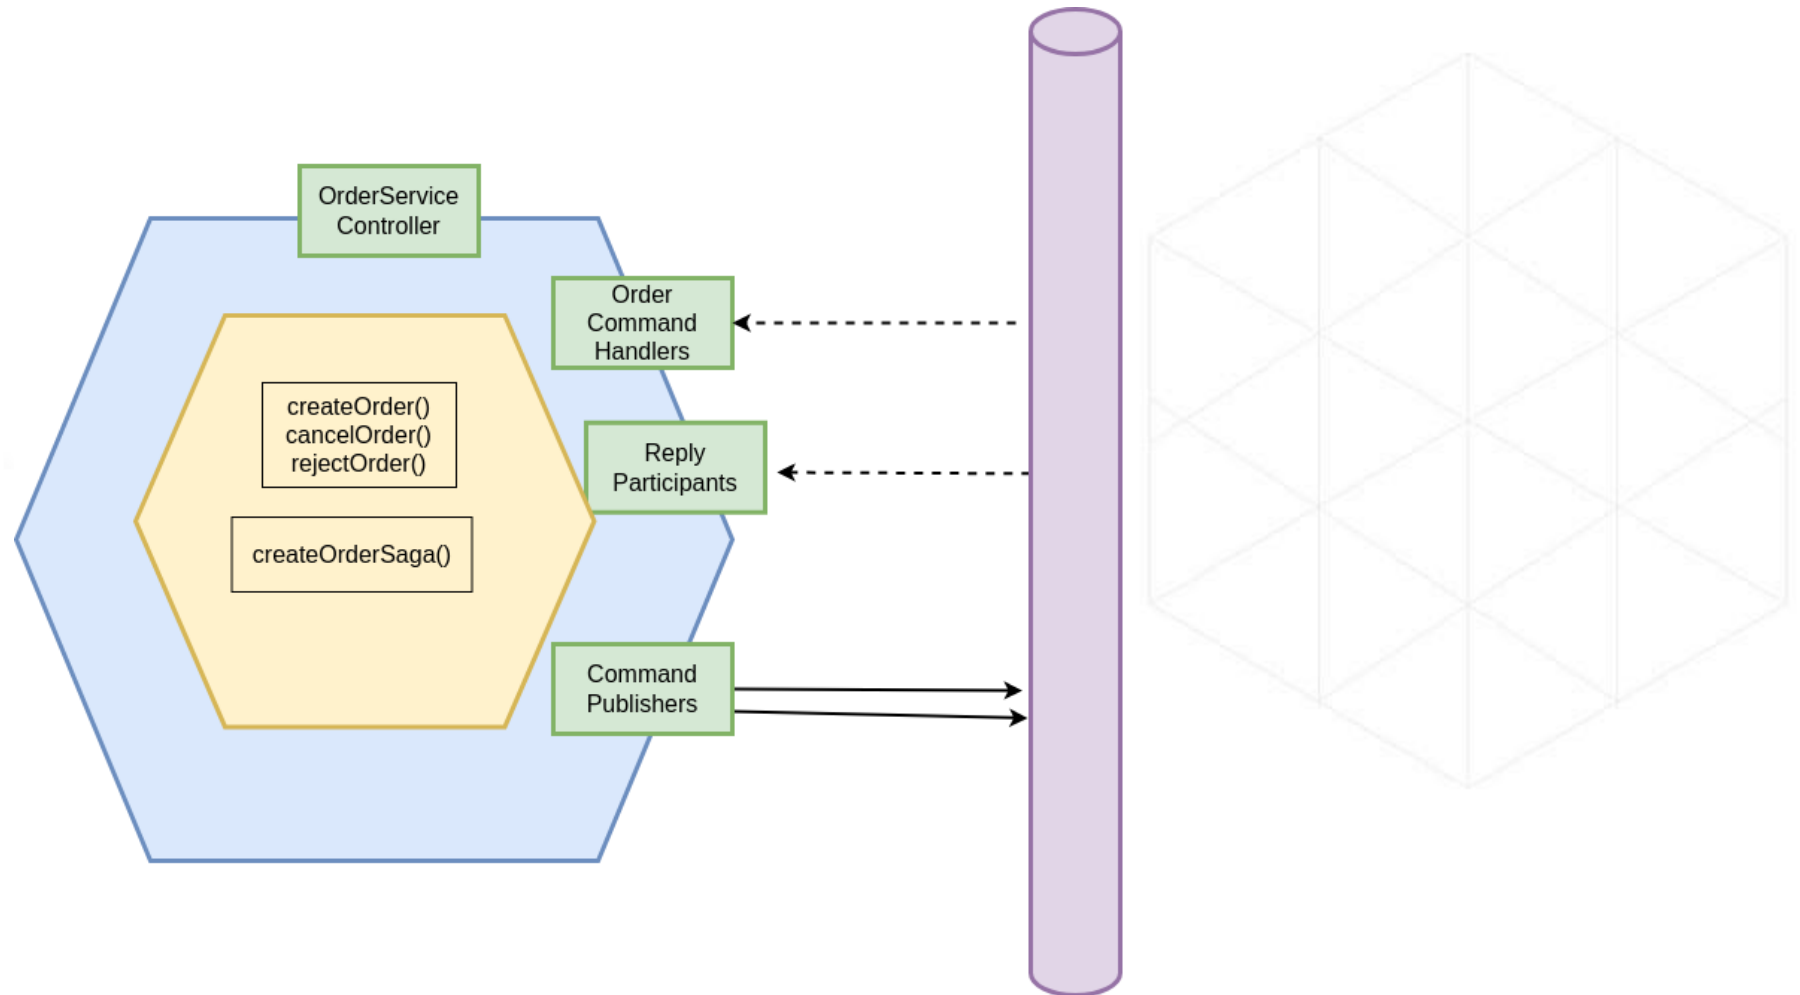 OrderService
Controller
Order
Command
Handlers
createOrder()
cancelOrder()
rejectOrder()
Reply
Participants
createOrderSaga()
Command
Publishers